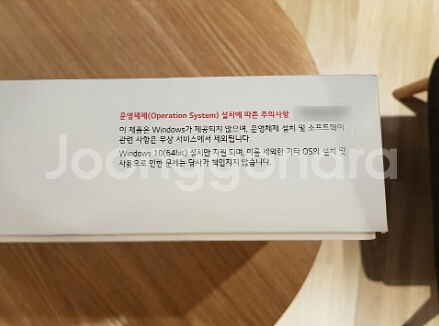 운영체제(Operation System) 설치에 따른 주의사항
이 제품은 Windows가 제공되지 않으며, 운영체제 설치 및 소프트웨어
관련 사항은 무상 서비스에서 제외됩니다.
Windows 10(64bit) 설치만 지원 되며, 이를 제외한 기타 OS의 설치 및
사용으로 인한 문제는 당사가 책임지지 않습니다.
Joonggonara